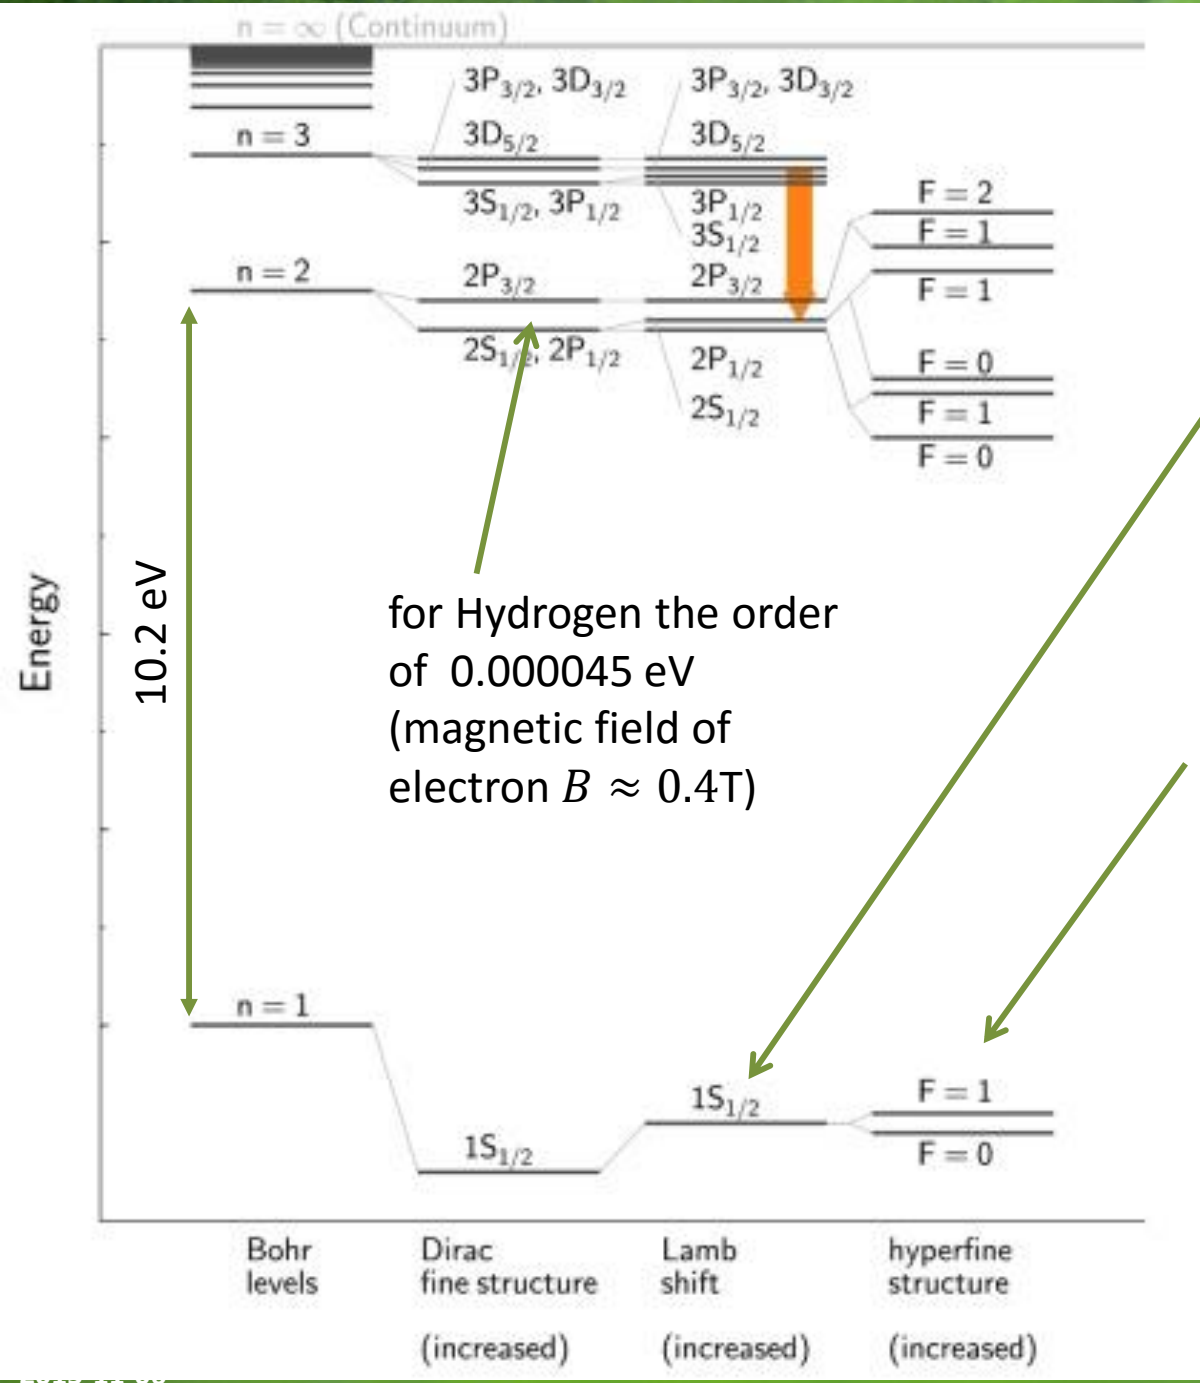 n = ∞ (Continuum)
3P3/2, 3D3/2
3P3/2, 3D3/2
n = 3
3D5/2
3D5/2
3S1/2, 3P1/2
3P1/2
3S1/2
F = 2
F = 1
n = 2
2P3/2
2P3/2
F = 1
2S1/2, 2P1/2
2P1/2
F = 0
2S1/2
F = 1
F = 0
Energy
10.2 eV
for Hydrogen the order
of 0.000045 eV
(magnetic field of
electron B ≈ 0.4T)
n = 1
1S1/2
F = 1
1S1/2
F = 0
Bohr
levels
Dirac
fine structure
(increased)
Lamb
shift
(increased)
hyperfine
structure
(increased)